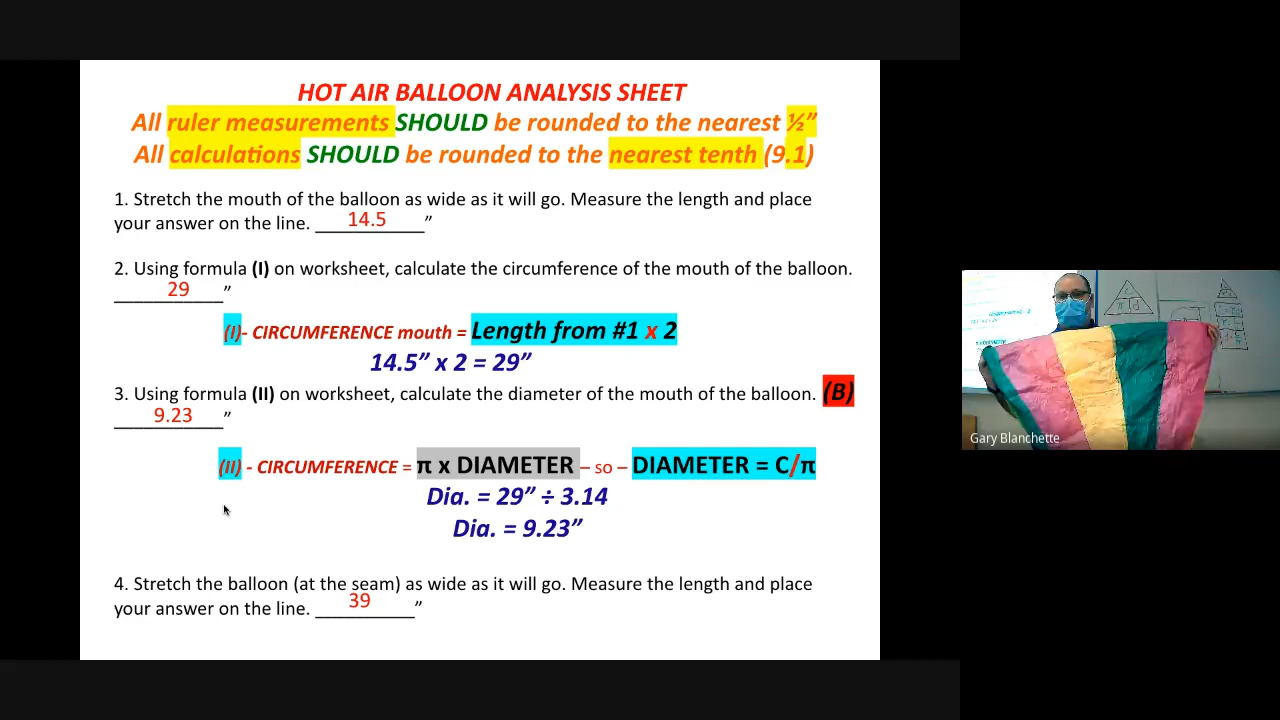 HOT AIR BALLOON ANALYSIS SHEET
All ruler measurements SHOULD be rounded to the nearest ½”
All calculations SHOULD be rounded to the nearest tenth (9.1)
1. Stretch the mouth of the balloon as wide as it will go. Measure the length and place
your answer on the line. ___14.5___”
2. Using formula (I) on worksheet, calculate the circumference of the mouth of the balloon.
___29___”
(I)- CIRCUMFERENCE mouth = Length from #1 x 2
14.5” x 2 = 29”
3. Using formula (II) on worksheet, calculate the diameter of the mouth of the balloon. (B)
___9.23___”
(II) - CIRCUMFERENCE = π x DIAMETER – so – DIAMETER = C/π
Dia. = 29” ÷ 3.14
Dia. = 9.23”
4. Stretch the balloon (at the seam) as wide as it will go. Measure the length and place
your answer on the line. ___39___”
Gary Blanchette